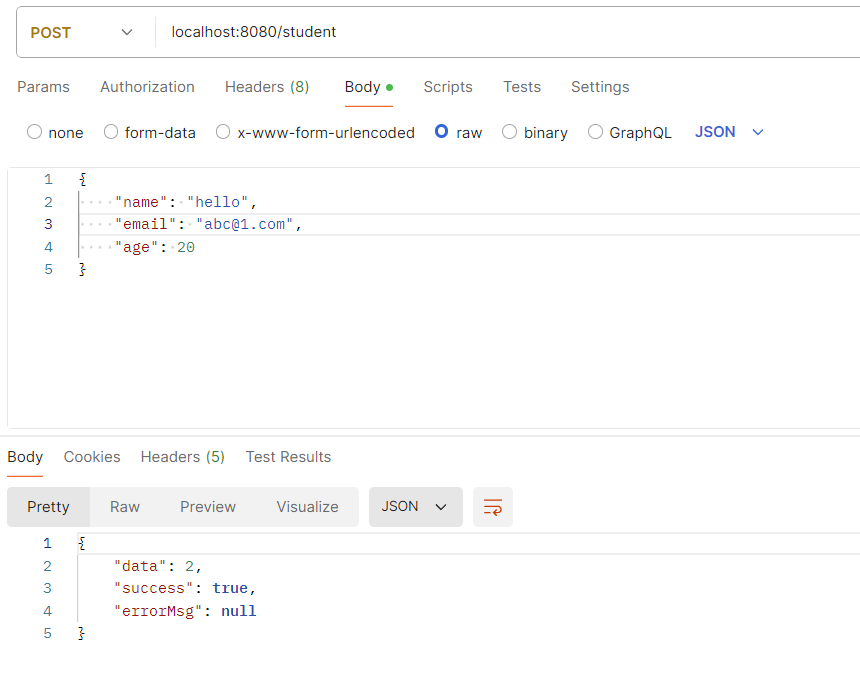 POST localhost:8080/student
Params Authorization Headers (8) Body Scripts Tests Settings
none form-data x-www-form-urlencoded raw binary GraphQL JSON
1 {
2 "name": "hello",
3 "email": "abc@1.com",
4 "age": 20
5 }
Body Cookies Headers (5) Test Results
Pretty Raw Preview Visualize JSON
1 {
2 "data": 2,
3 "success": true,
4 "errorMsg": null
5 }